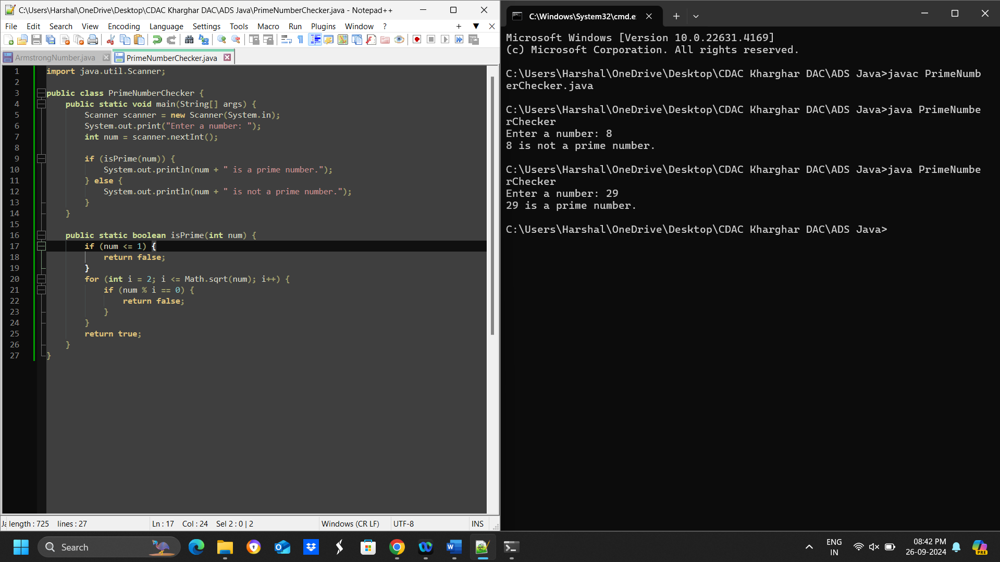 C:\Users\Harshal\OneDrive\Desktop\CDAC Kharghar DAC\ADS Java\PrimeNumberChecker.java - Notepad++
File Edit Search View Encoding Language Settings Tools Macro Run Plugins Window ?
ArmstrongNumber.java PrimeNumberChecker.java
1 import java.util.Scanner;
2
3 public class PrimeNumberChecker {
4     public static void main(String[] args) {
5         Scanner scanner = new Scanner(System.in);
6         System.out.print("Enter a number: ");
7         int num = scanner.nextInt();
8
9         if (isPrime(num)) {
10             System.out.println(num + " is a prime number.");
11         } else {
12             System.out.println(num + " is not a prime number.");
13         }
14     }
15
16     public static boolean isPrime(int num) {
17         if (num <= 1) {
18             return false;
19         }
20         for (int i = 2; i <= Math.sqrt(num); i++) {
21             if (num % i == 0) {
22                 return false;
23             }
24         }
25         return true;
26     }
27 }
length : 725 lines : 27 Ln : 17 Col : 24 Sel 2 : 0 | 2 Windows (CR LF) UTF-8 INS
C:\Windows\System32\cmd.e
Microsoft Windows [Version 10.0.22631.4169]
(c) Microsoft Corporation. All rights reserved.
C:\Users\Harshal\OneDrive\Desktop\CDAC Kharghar DAC\ADS Java>javac PrimeNumb
erChecker.java
C:\Users\Harshal\OneDrive\Desktop\CDAC Kharghar DAC\ADS Java>java PrimeNumbe
rChecker
Enter a number: 8
8 is not a prime number.
C:\Users\Harshal\OneDrive\Desktop\CDAC Kharghar DAC\ADS Java>java PrimeNumbe
rChecker
Enter a number: 29
29 is a prime number.
C:\Users\Harshal\OneDrive\Desktop\CDAC Kharghar DAC\ADS Java>
Search
ENG
IN
08:42 PM
26-09-2024
PRE